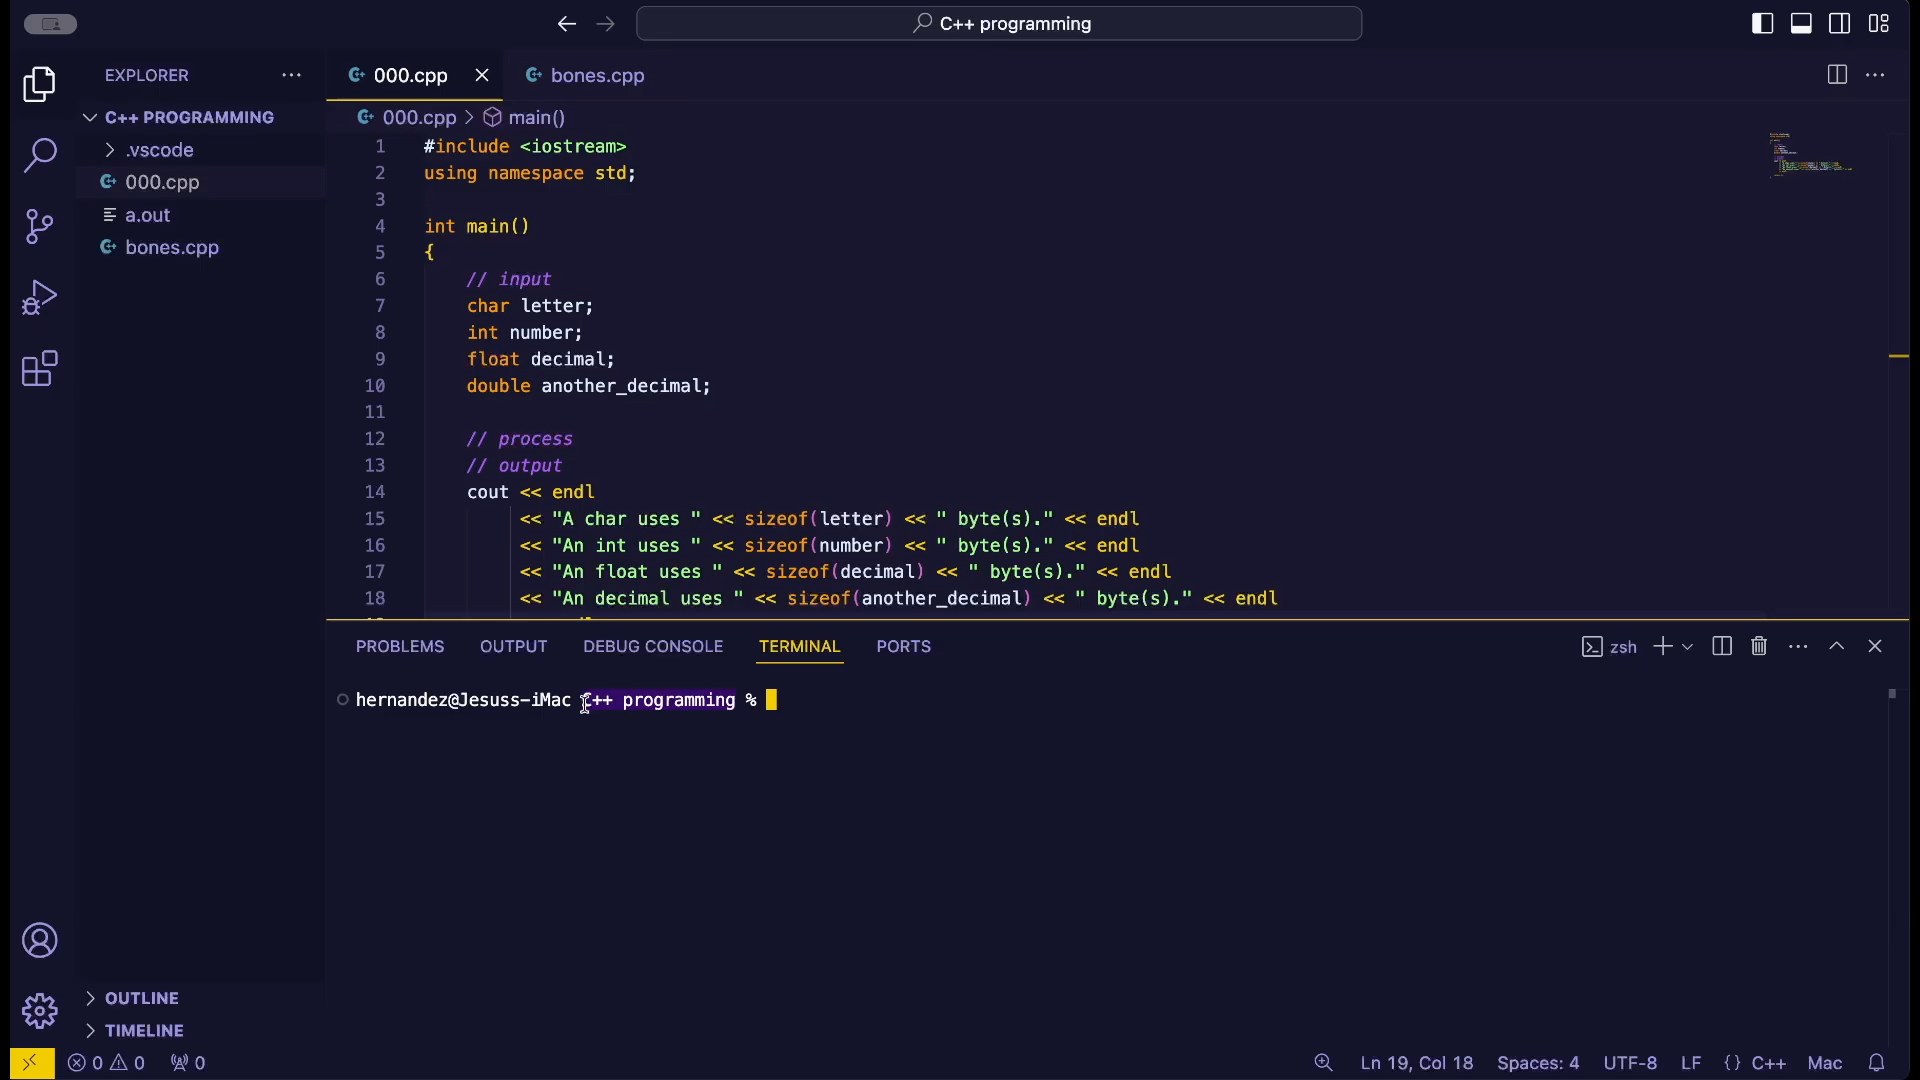 C++ programming
EXPLORER
000.cpp
bones.cpp
C++ PROGRAMMING
.vscode
000.cpp
a.out
bones.cpp
000.cpp > main()
1 #include <iostream>
2 using namespace std;
3
4 int main()
5 {
6 // input
7 char letter;
8 int number;
9 float decimal;
10 double another_decimal;
11
12 // process
13 // output
14 cout << endl
15 << "A char uses " << sizeof(letter) << " byte(s)." << endl
16 << "An int uses " << sizeof(number) << " byte(s)." << endl
17 << "An float uses " << sizeof(decimal) << " byte(s)." << endl
18 << "An decimal uses " << sizeof(another_decimal) << " byte(s)." << endl
PROBLEMS OUTPUT DEBUG CONSOLE TERMINAL PORTS zsh
hernandez@Jesuss-iMac C++ programming %
OUTLINE
TIMELINE
0 0 0 Ln 19, Col 18 Spaces: 4 UTF-8 LF {} C++ Mac